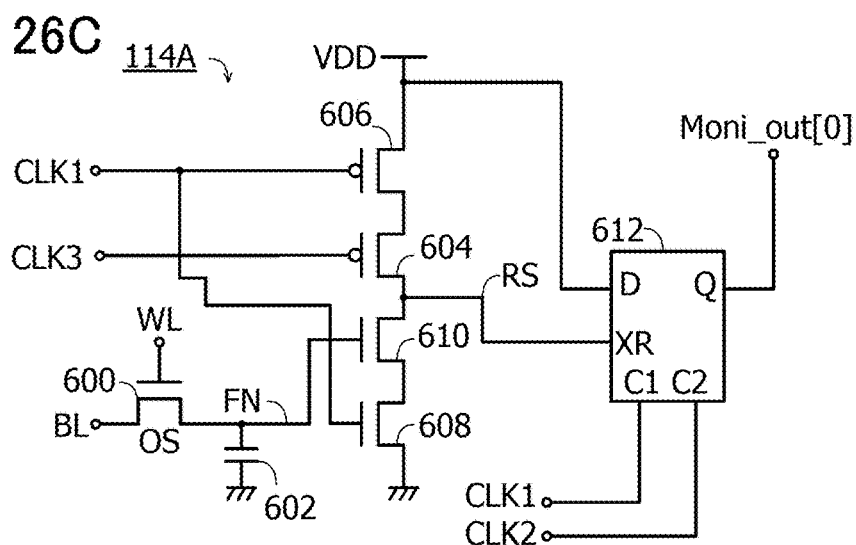 26C
114A
VDD
606
Moni_out[0]
CLK1
612
CLK3
604
RS
D Q
WL
610
XR
600
FN
C1 C2
BL
OS
608
602
CLK1
CLK2